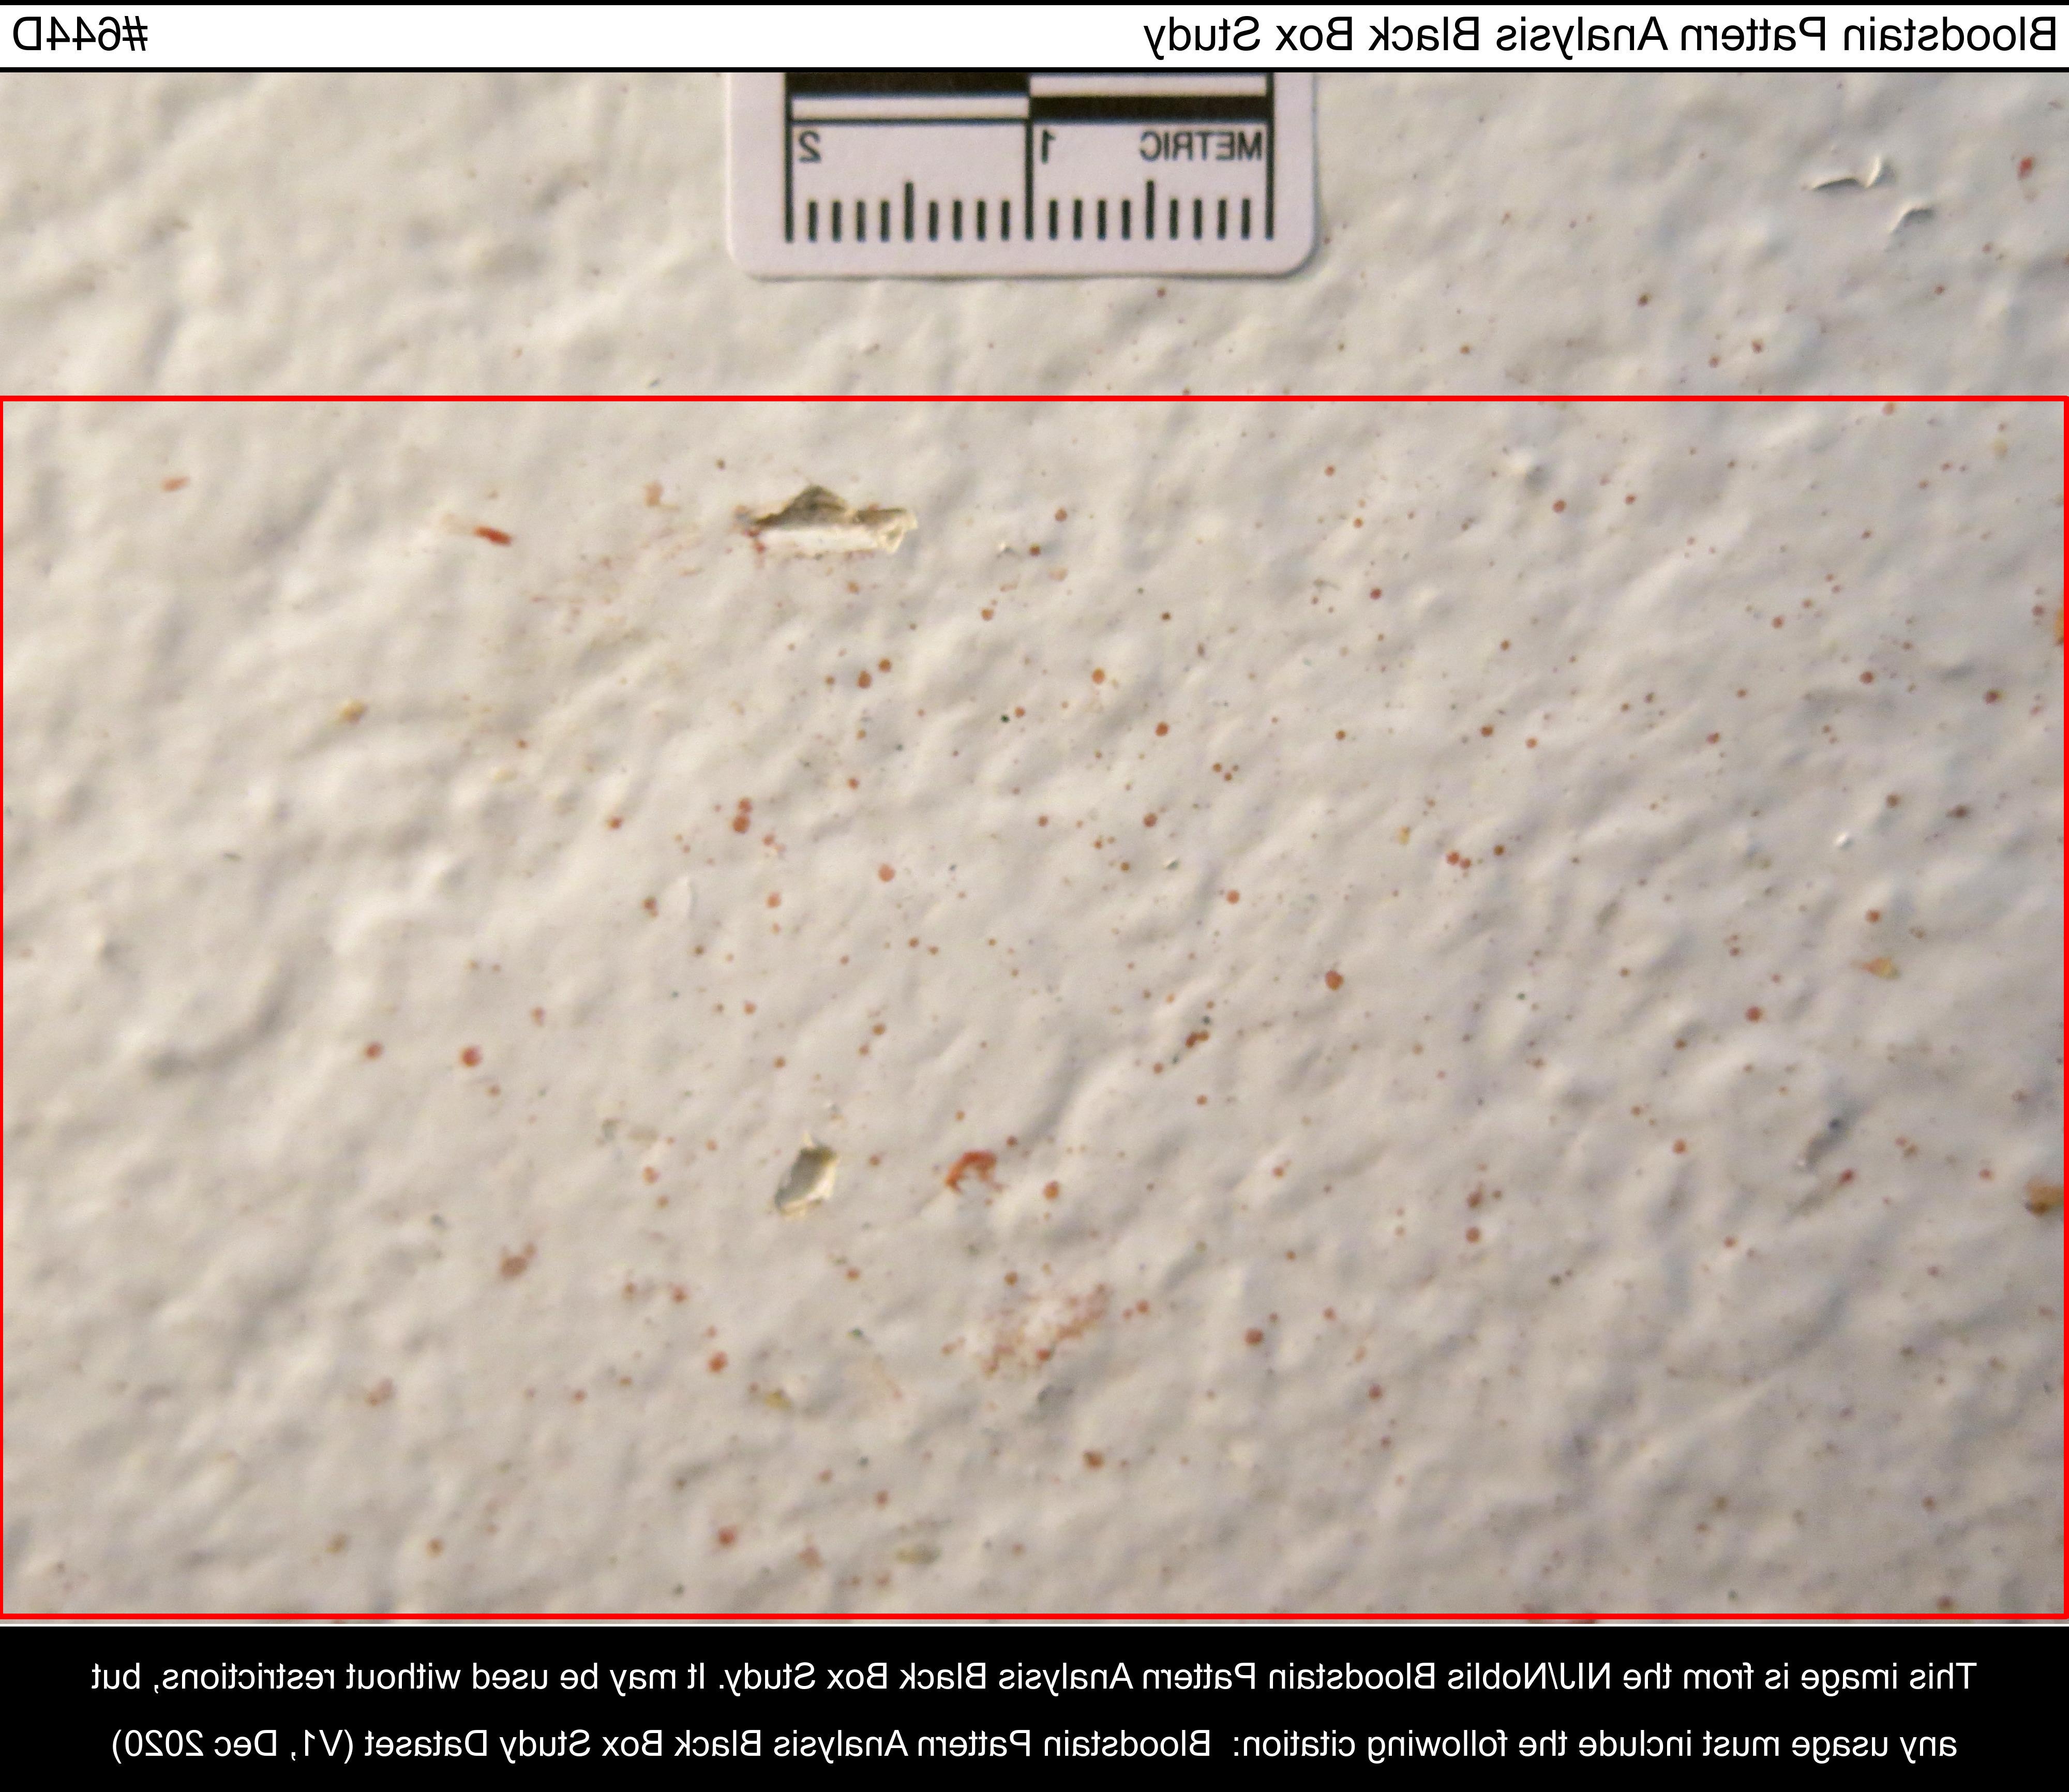 Bloodstain Pattern Analysis Black Box Study #644D
METRIC 1 2
This image is from the NIJ/Noblis Bloodstain Pattern Analysis Black Box Study. It may be used without restrictions, but
any usage must include the following citation: Bloodstain Pattern Analysis Black Box Study Dataset (V1, Dec 2020)